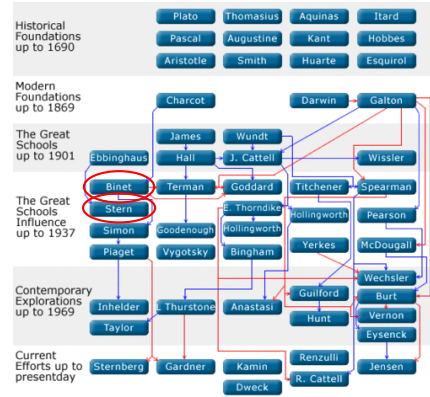 Historical
Foundations
up to 1690
Plato Thomasius Aquinas Itard
Pascal Augustine Kant Hobbes
Aristotle Smith Huarte Esquirol
Modern
Foundations
up to 1869
Charcot Darwin Galton
The Great
Schools
up to 1901
James Wundt
Ebbinghaus Hall J. Cattell Wissler
The Great
Schools
Influence
up to 1937
Binet Terman Goddard Titchener Spearman
Stern E. Thorndike Hollingworth Pearson
Simon Goodenough Hollingworth
Piaget Vygotsky Bingham Yerkes McDougall
Contemporary
Explorations
up to 1969
Wechsler
Guilford Burt
Inhelder L Thurstone Anastasi Vernon
Taylor Hunt Eysenck
Current
Efforts up to
presentday
Sternberg Gardner Kamin Renzulli Jensen
Dweck R. Cattell